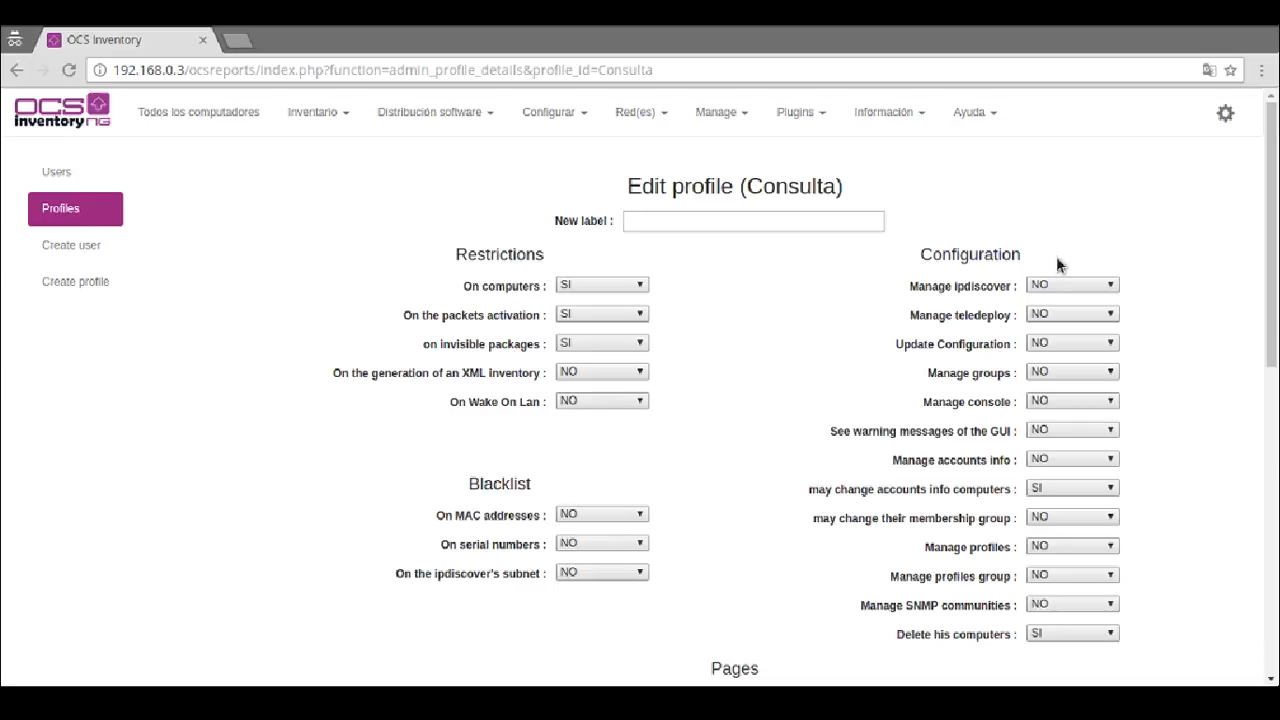 OCS Inventory
192.168.0.3/ocsreports/index.php?function=admin_profile_details&profile_id=Consulta
OCS inventory NG
Todos los computadores Inventario Distribución software Configurar Red(es) Manage Plugins Información Ayuda
Users
Profiles
Create user
Create profile
Edit profile (Consulta)
New label :
Restrictions
On computers : SI
On the packets activation : SI
on invisible packages : SI
On the generation of an XML inventory : NO
On Wake On Lan : NO
Blacklist
On MAC addresses : NO
On serial numbers : NO
On the ipdiscover's subnet : NO
Configuration
Manage ipdiscover : NO
Manage teledeploy : NO
Update Configuration : NO
Manage groups : NO
Manage console : NO
See warning messages of the GUI : NO
Manage accounts info : NO
may change accounts info computers : SI
may change their membership group : NO
Manage profiles : NO
Manage profiles group : NO
Manage SNMP communities : NO
Delete his computers : SI
Pages